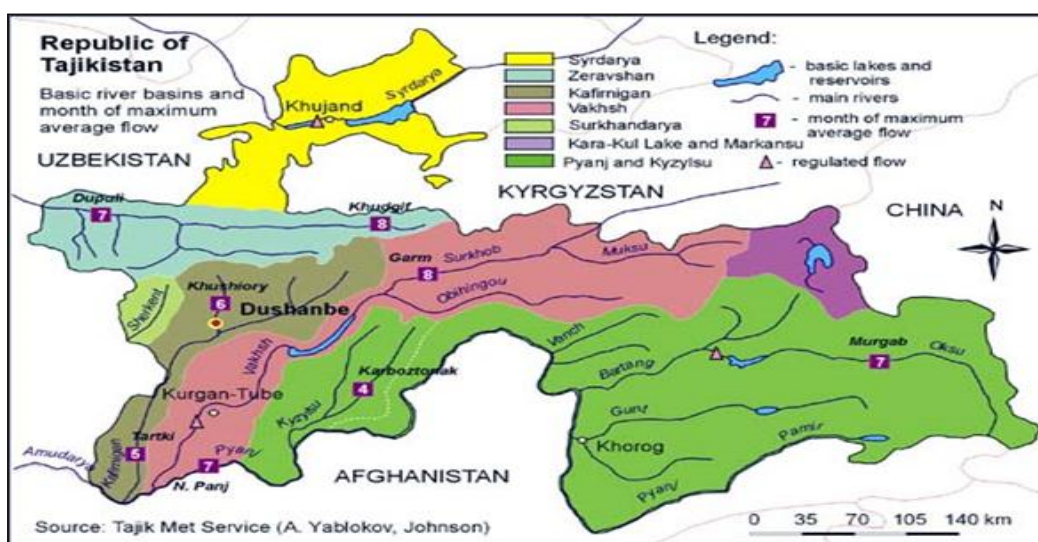 Republic of
Tajikistan
Basic river basins and
month of maximum
average flow
Syrdarya
Zeravshan
Kafirnigan
Vakhsh
Surkhandarya
Kara-Kul Lake and Markansu
Pyanj and Kyzylsu
Legend:
- basic lakes and
reservoirs
- main rivers
7 - month of maximum
average flow
- regulated flow
Khujand
Syrdarya
UZBEKISTAN
KYRGYZSTAN
CHINA
N
Dupuli
7
Khudgif
8
Garm
8
Surkhob
Muksu
Obihingou
Khushiory
6
Dushanbe
Sherkent
Vakhsh
Vanch
Bartang
Murgab
7
Oksu
Karboztonak
4
Kurgan-Tube
Kyzylsu
Gunt
Khorog
Pamir
Tartki
5
Kafirnigan
Amudarya
Pyanj
7
N. Panj
AFGHANISTAN
Pyanj
Source: Tajik Met Service (A. Yablokov, Johnson)
0 35 70 105 140 km